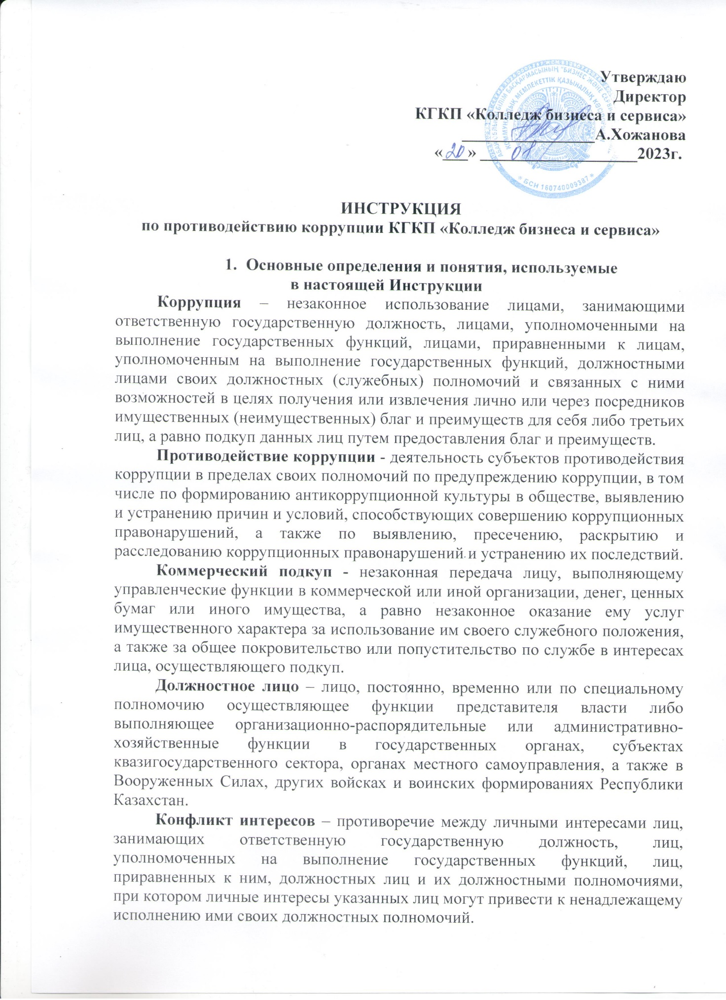 Утверждаю
Директор
КГКП «Колледж бизнеса и сервиса»
________________А.Хожанова
«20» 08 ___________________2023г.
КОММУНАЛДЫҚ МЕМЛЕКЕТТІК ҚАЗЫНАЛЫҚ
БІЛІМ БАСҚАРМАСЫНЫҢ "БИЗНЕС ЖӘНЕ
* БСН 160740009387 *
ИНСТРУКЦИЯ
по противодействию коррупции КГКП «Колледж бизнеса и сервиса»
1. Основные определения и понятия, используемые
в настоящей Инструкции
Коррупция – незаконное использование лицами, занимающими
ответственную государственную должность, лицами, уполномоченными на
выполнение государственных функций, лицами, приравненными к лицам,
уполномоченным на выполнение государственных функций, должностными
лицами своих должностных (служебных) полномочий и связанных с ними
возможностей в целях получения или извлечения лично или через посредников
имущественных (неимущественных) благ и преимуществ для себя либо третьих
лиц, а равно подкуп данных лиц путем предоставления благ и преимуществ.
Противодействие коррупции - деятельность субъектов противодействия
коррупции в пределах своих полномочий по предупреждению коррупции, в том
числе по формированию антикоррупционной культуры в обществе, выявлению
и устранению причин и условий, способствующих совершению коррупционных
правонарушений, а также по выявлению, пресечению, раскрытию и
расследованию коррупционных правонарушений и устранению их последствий.
Коммерческий подкуп - незаконная передача лицу, выполняющему
управленческие функции в коммерческой или иной организации, денег, ценных
бумаг или иного имущества, а равно незаконное оказание ему услуг
имущественного характера за использование им своего служебного положения,
а также за общее покровительство или попустительство по службе в интересах
лица, осуществляющего подкуп.
Должностное лицо – лицо, постоянно, временно или по специальному
полномочию осуществляющее функции представителя власти либо
выполняющее организационно-распорядительные или административно-
хозяйственные функции в государственных органах, субъектах
квазигосударственного сектора, органах местного самоуправления, а также в
Вооруженных Силах, других войсках и воинских формированиях Республики
Казахстан.
Конфликт интересов – противоречие между личными интересами лиц,
занимающих ответственную государственную должность, лиц,
уполномоченных на выполнение государственных функций, лиц,
приравненных к ним, должностных лиц и их должностными полномочиями,
при котором личные интересы указанных лиц могут привести к ненадлежащему
исполнению ими своих должностных полномочий.